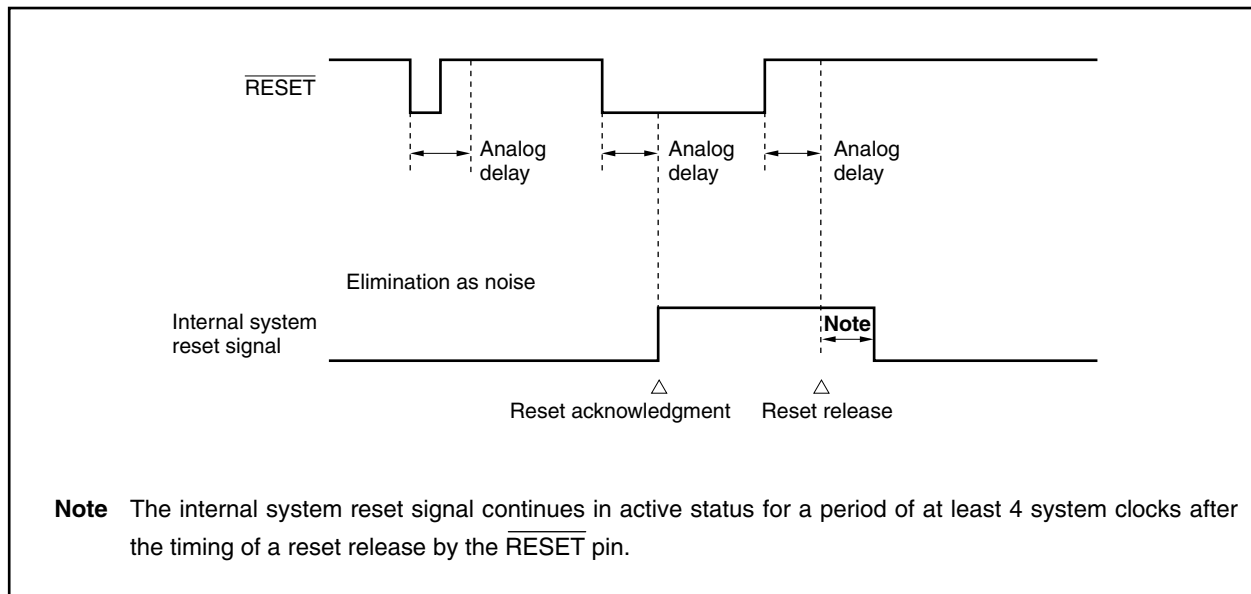 RESET
Analog
delay
Analog
delay
Analog
delay
Elimination as noise
Internal system
reset signal
Note
Reset acknowledgment
Reset release
Note The internal system reset signal continues in active status for a period of at least 4 system clocks after
the timing of a reset release by the RESET pin.